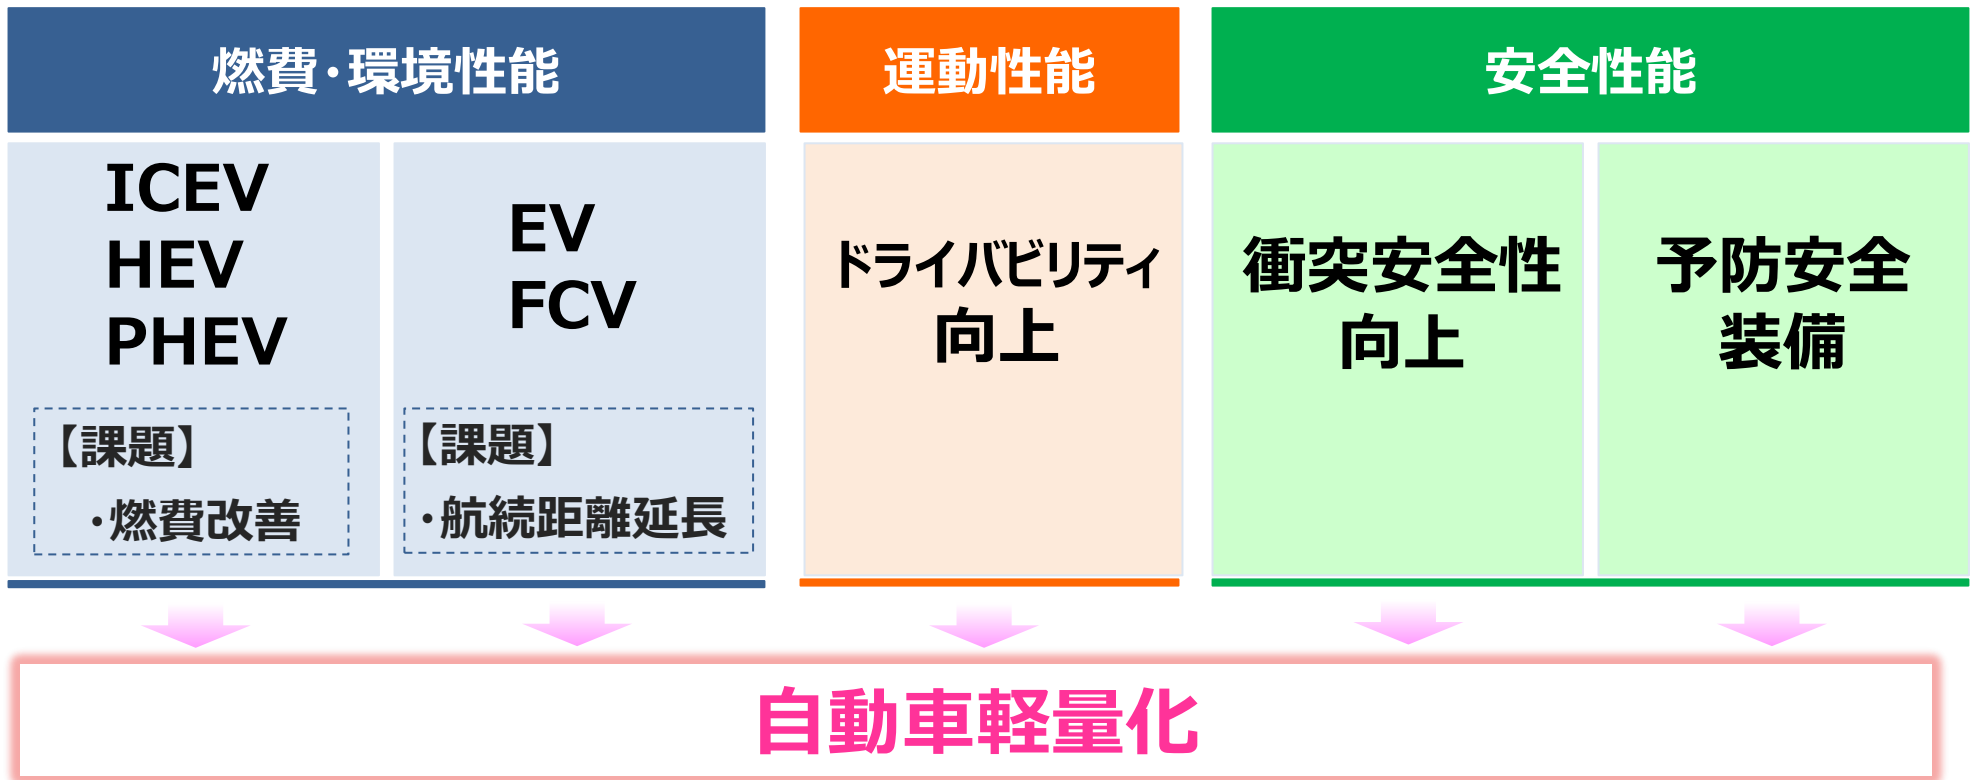 燃費・環境性能
ICEV
HEV
PHEV
【課題】
・燃費改善
EV
FCV
【課題】
・航続距離延長
運動性能
ドライバビリティ
向上
安全性能
衝突安全性
向上
予防安全
装備
自動車軽量化